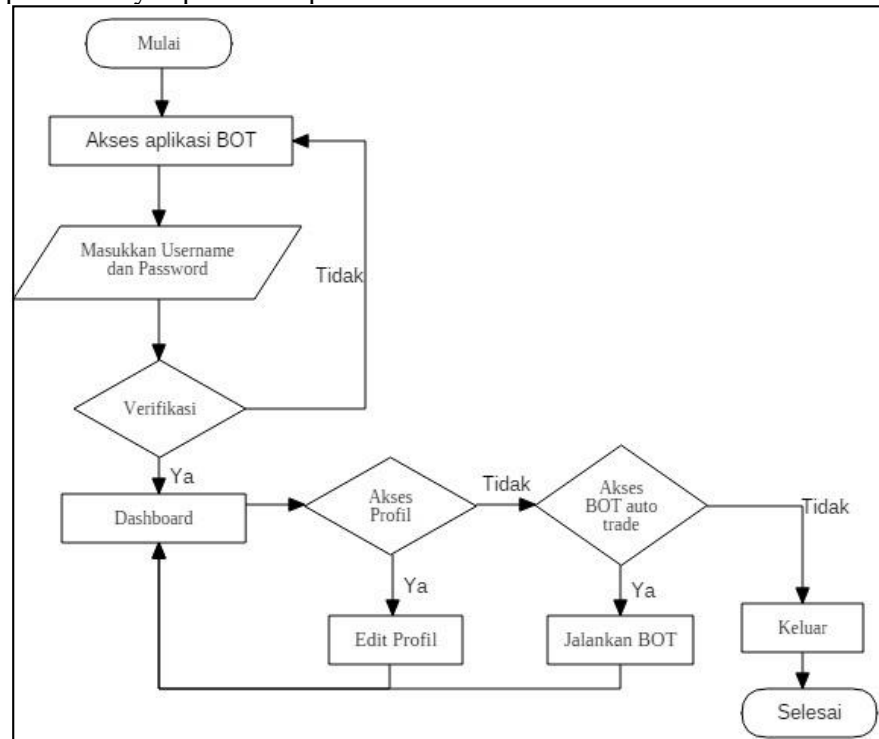 Mulai
Akses aplikasi BOT
Masukkan Username
dan Password
Tidak
Verifikasi
Ya
Dashboard
Akses
Profil
Tidak
Akses
BOT auto
trade
Tidak
Ya
Edit Profil
Ya
Jalankan BOT
Keluar
Selesai